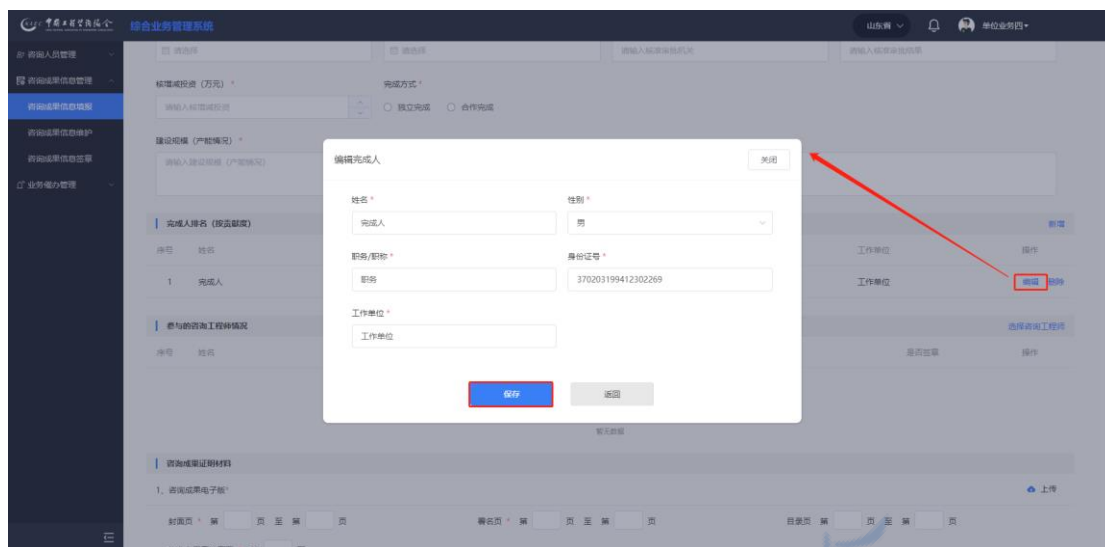 综合业务管理系统
山东省
单位业务四
咨询人员管理
咨询成果信息管理
咨询成果信息填报
咨询成果信息维护
咨询成果信息签章
业务催办管理
请选择
请选择
请输入核准审批机关
请输入核准审批结果
核增减投资（万元） *
完成方式 *
请输入核增减投资
独立完成 合作完成
建设规模（产能情况） *
请输入建设规模（产能情况）
编辑完成人
关闭
姓名 *
性别 *
完成人
男
职务/职称 *
身份证号 *
职务
370203199412302269
工作单位 *
工作单位
保存
返回
完成人排名（按贡献度）
新增
序号 姓名 工作单位 操作
1 完成人 工作单位 编辑 删除
参与的咨询工程师情况
选择咨询工程师
序号 姓名 是否签章 操作
暂无数据
咨询成果证明材料
1、咨询成果电子版*
上传
封面页 * 第 页 至 第 页 署名页 * 第 页 至 第 页 目录页 第 页 至 第 页